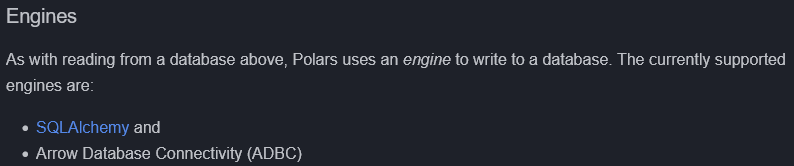 Engines
As with reading from a database above, Polars uses an engine to write to a database. The currently supported
engines are:
• SQLAlchemy and
• Arrow Database Connectivity (ADBC)